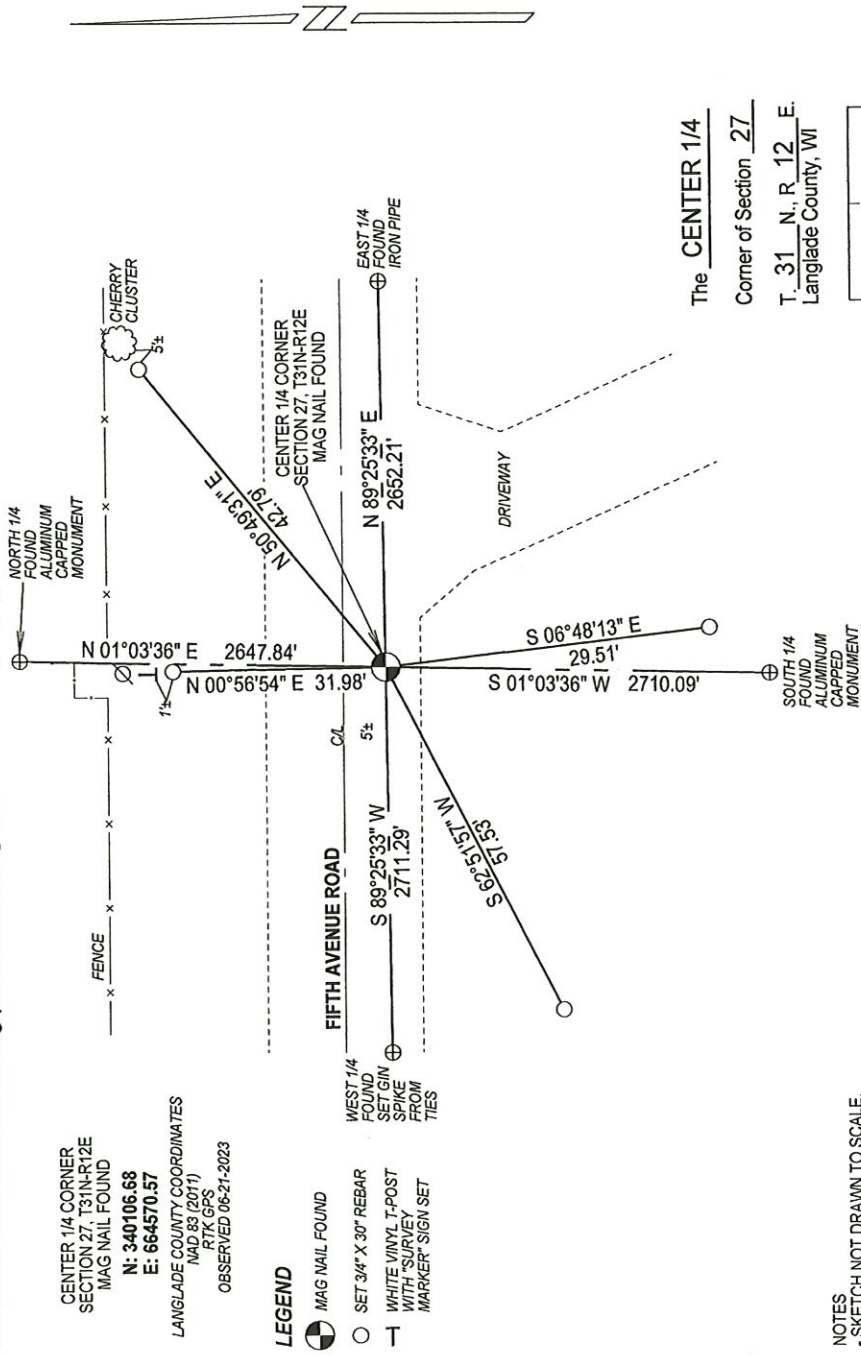 NORTH 1/4
FOUND
ALUMINUM
CAPPED
MONUMENT
CENTER 1/4 CORNER
SECTION 27, T31N-R12E
MAG NAIL FOUND
N: 340106.68
E: 664570.57
LANGLADE COUNTY COORDINATES
NAD 83 (2011)
RTK GPS
OBSERVED 06-21-2023
FENCE
CHERRY
CLUSTER
5'±
1'±
N 01°03'36" E 2647.84'
N 00°56'54" E 31.98'
N 50°49'31" E
42.79'
CENTER 1/4 CORNER
SECTION 27, T31N-R12E
MAG NAIL FOUND
EAST 1/4
FOUND
IRON PIPE
FIFTH AVENUE ROAD
C/L
5'±
WEST 1/4
FOUND
SET GIN
SPIKE
FROM
TIES
S 89°25'33" W
2711.29'
N 89°25'33" E
2652.21'
DRIVEWAY
S 62°51'57" W
57.53'
S 06°48'13" E
29.51'
S 01°03'36" W 2710.09'
SOUTH 1/4
FOUND
ALUMINUM
CAPPED
MONUMENT
LEGEND
MAG NAIL FOUND
SET 3/4" X 30" REBAR
T WHITE VINYL T-POST
WITH "SURVEY
MARKER" SIGN SET
The CENTER 1/4
Corner of Section 27
T. 31 N., R 12 E.
Langlade County, WI
NOTES
- SKETCH NOT DRAWN TO SCALE.